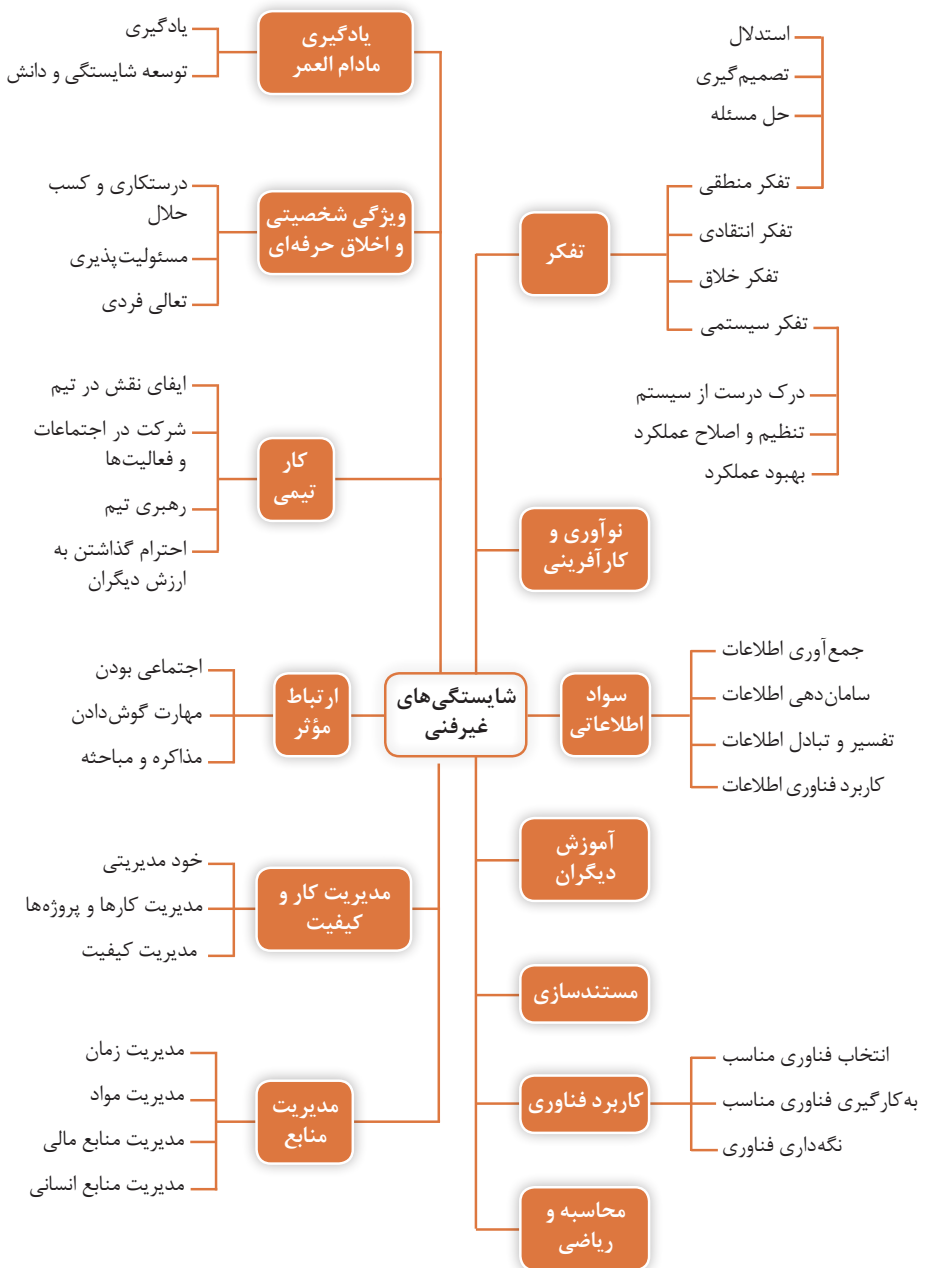 شایستگی‌های
غیرفنی
تفکر
استدلال
تصمیم‌گیری
حل مسئله
تفکر منطقی
تفکر انتقادی
تفکر خلاق
تفکر سیستمی
درک درست از سیستم
تنظیم و اصلاح عملکرد
بهبود عملکرد
نوآوری و
کارآفرینی
سواد
اطلاعاتی
جمع‌آوری اطلاعات
سامان‌دهی اطلاعات
تفسیر و تبادل اطلاعات
کاربرد فناوری اطلاعات
آموزش
دیگران
مستندسازی
کاربرد فناوری
انتخاب فناوری مناسب
به‌کارگیری فناوری مناسب
نگه‌داری فناوری
محاسبه و
ریاضی
یادگیری
مادام العمر
یادگیری
توسعه شایستگی و دانش
ویژگی شخصیتی
و اخلاق حرفه‌ای
درستکاری و کسب
حلال
مسئولیت‌پذیری
تعالی فردی
کار
تیمی
ایفای نقش در تیم
شرکت در اجتماعات
و فعالیت‌ها
رهبری تیم
احترام گذاشتن به
ارزش دیگران
ارتباط
مؤثر
اجتماعی بودن
مهارت گوش‌دادن
مذاکره و مباحثه
مدیریت کار و
کیفیت
خود مدیریتی
مدیریت کارها و پروژه‌ها
مدیریت کیفیت
مدیریت
منابع
مدیریت زمان
مدیریت مواد
مدیریت منابع مالی
مدیریت منابع انسانی